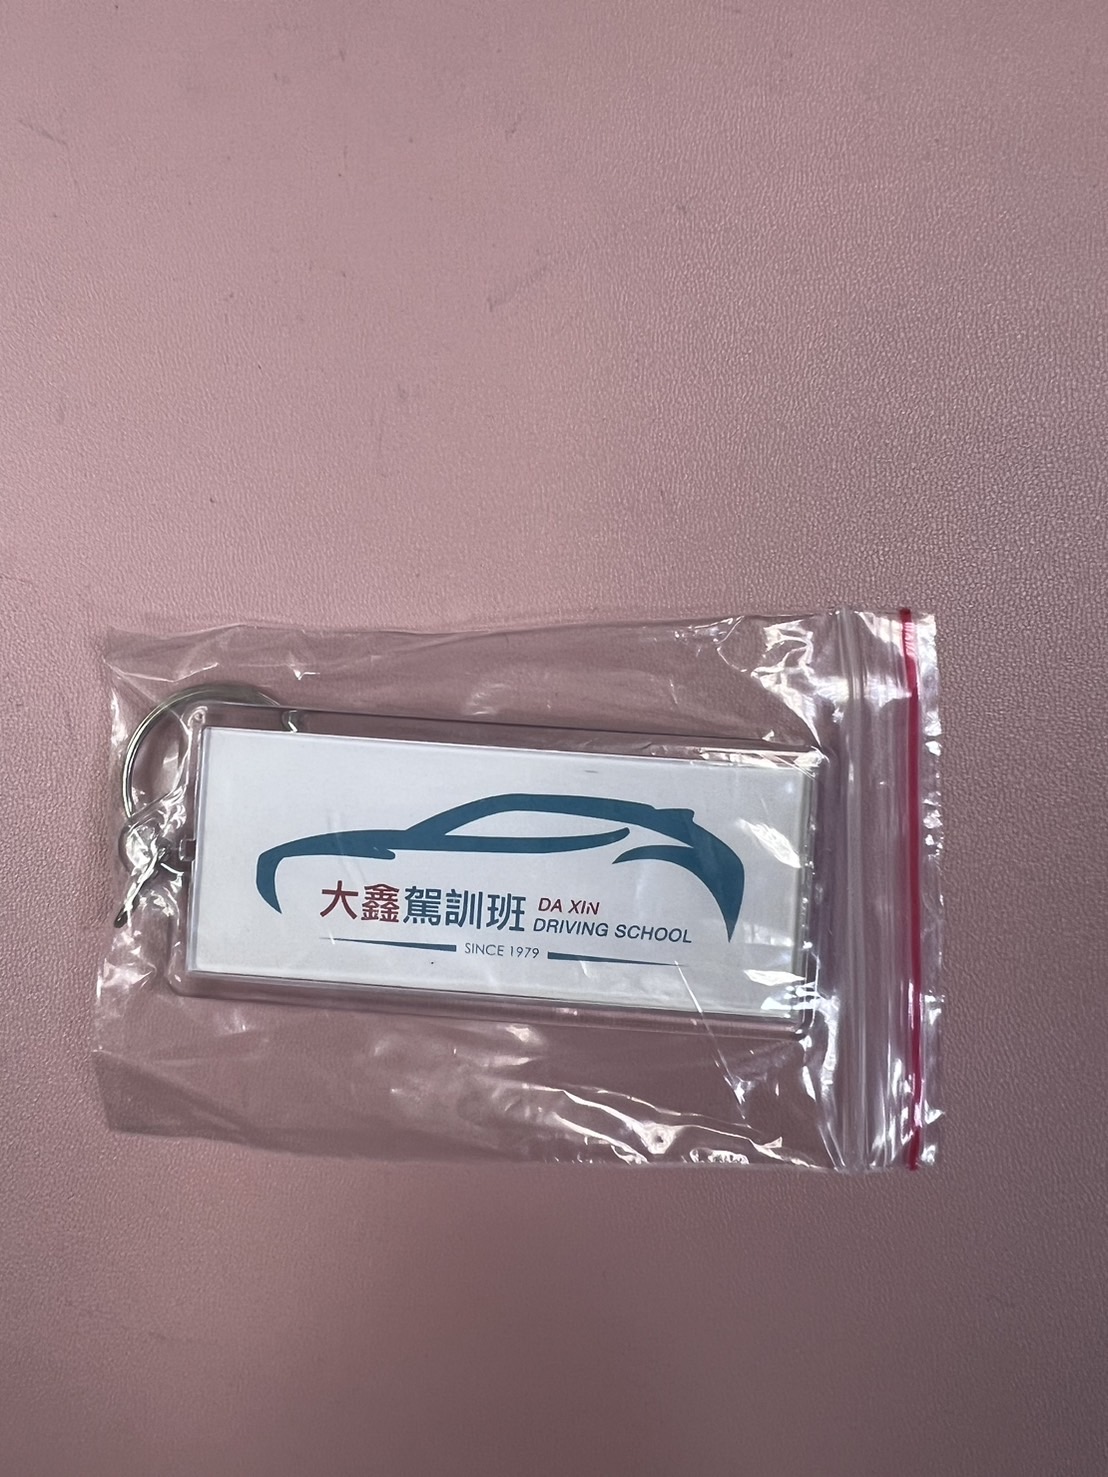 大鑫駕訓班
DA XIN
DRIVING SCHOOL
SINCE 1979